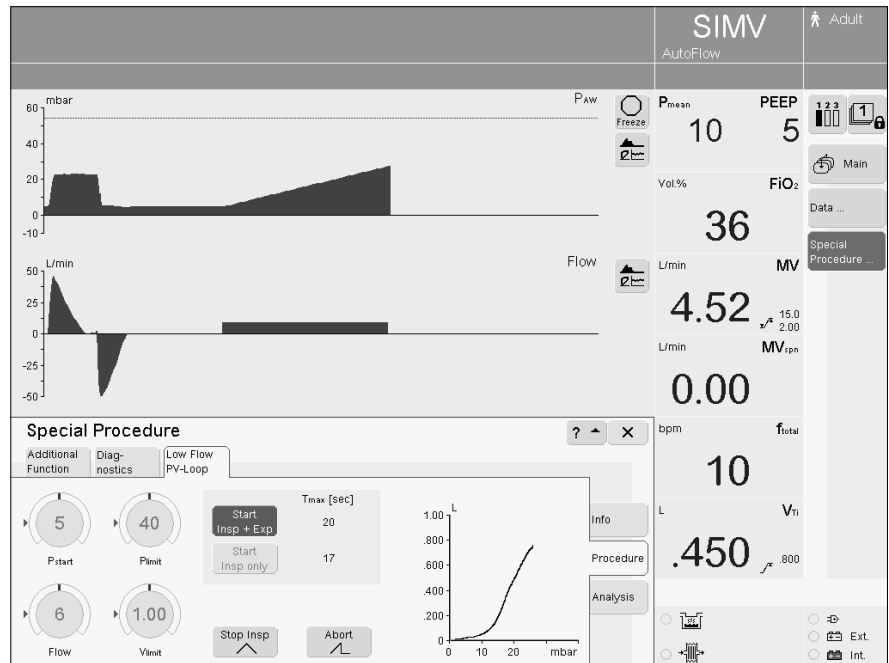 SIMV
AutoFlow
Adult
mbar
PAW
60
40
20
0
-10
Freeze
L/min
Flow
50
25
0
-25
-50
Pmean
PEEP
10
5
Vol.%
FiO₂
36
L/min
MV
4.52
15.0
2.00
L/min
MVspn
0.00
bpm
ftotal
10
L
VTi
.450
.800
1 2 3
1
Main
Data ...
Special
Procedure ...
Special Procedure
?
Additional
Function
Diag-
nostics
Low Flow
PV-Loop
5
Pstart
40
Plimit
6
Flow
1.00
Vlimit
Tmax [sec]
Start
Insp + Exp
20
Start
Insp only
17
Stop Insp
Abort
L
1.00
.800
.600
.400
.200
0
0
10
20
mbar
Info
Procedure
Analysis
Ext.
Int.